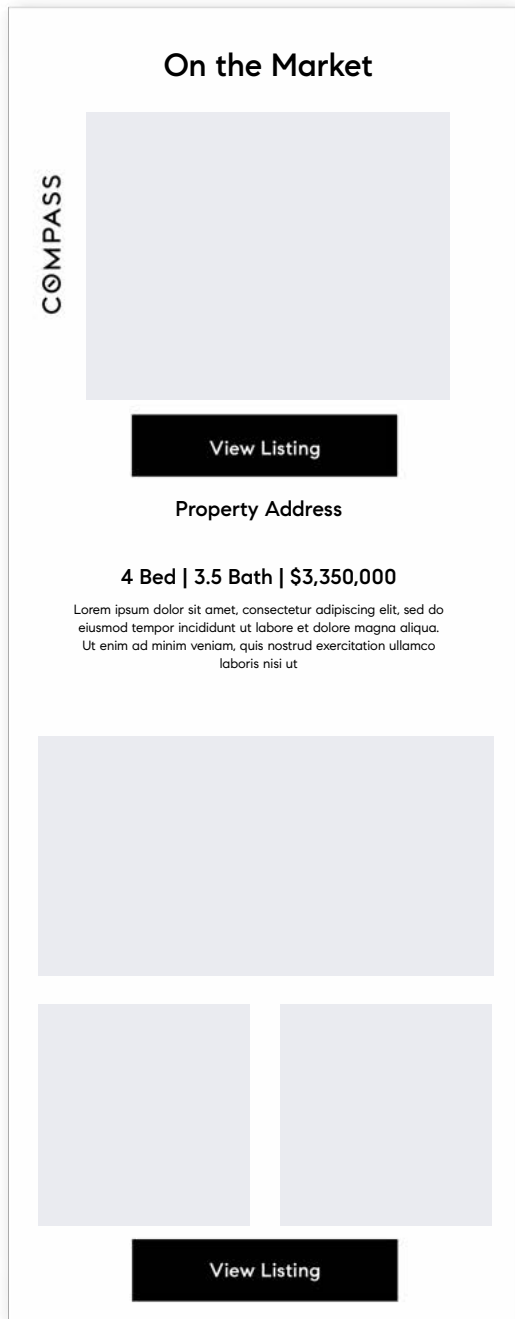 On the Market
COMPASS
View Listing
Property Address
4 Bed | 3.5 Bath | $3,350,000
Lorem ipsum dolor sit amet, consectetur adipiscing elit, sed do
eiusmod tempor incididunt ut labore et dolore magna aliqua.
Ut enim ad minim veniam, quis nostrud exercitation ullamco
laboris nisi ut
View Listing